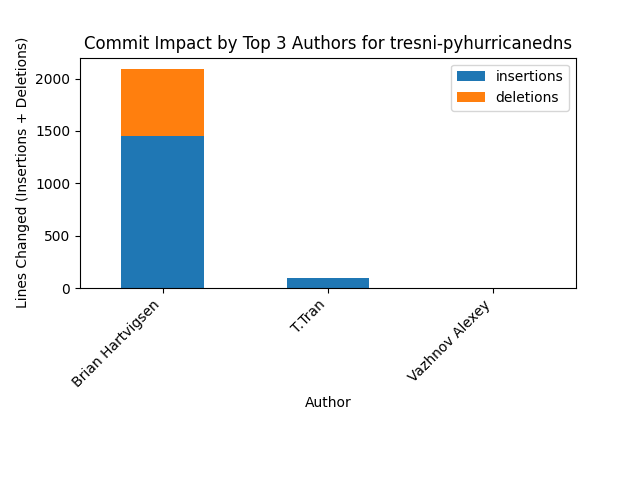 Commit Impact by Top 3 Authors for tresni-pyhurricanedns
insertions
deletions
Lines Changed (Insertions + Deletions)
2000
1500
1000
500
0
Brian Hartvigsen
T.Tran
Vazhnov Alexey
Author